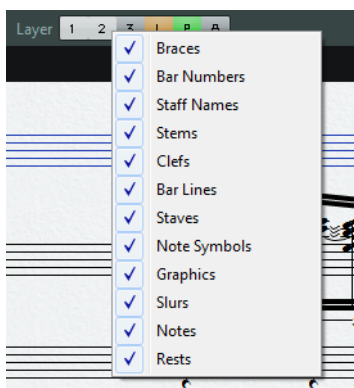 Layer 1 2 3 L P A
Braces
Bar Numbers
Staff Names
Stems
Clefs
Bar Lines
Staves
Note Symbols
Graphics
Slurs
Notes
Rests